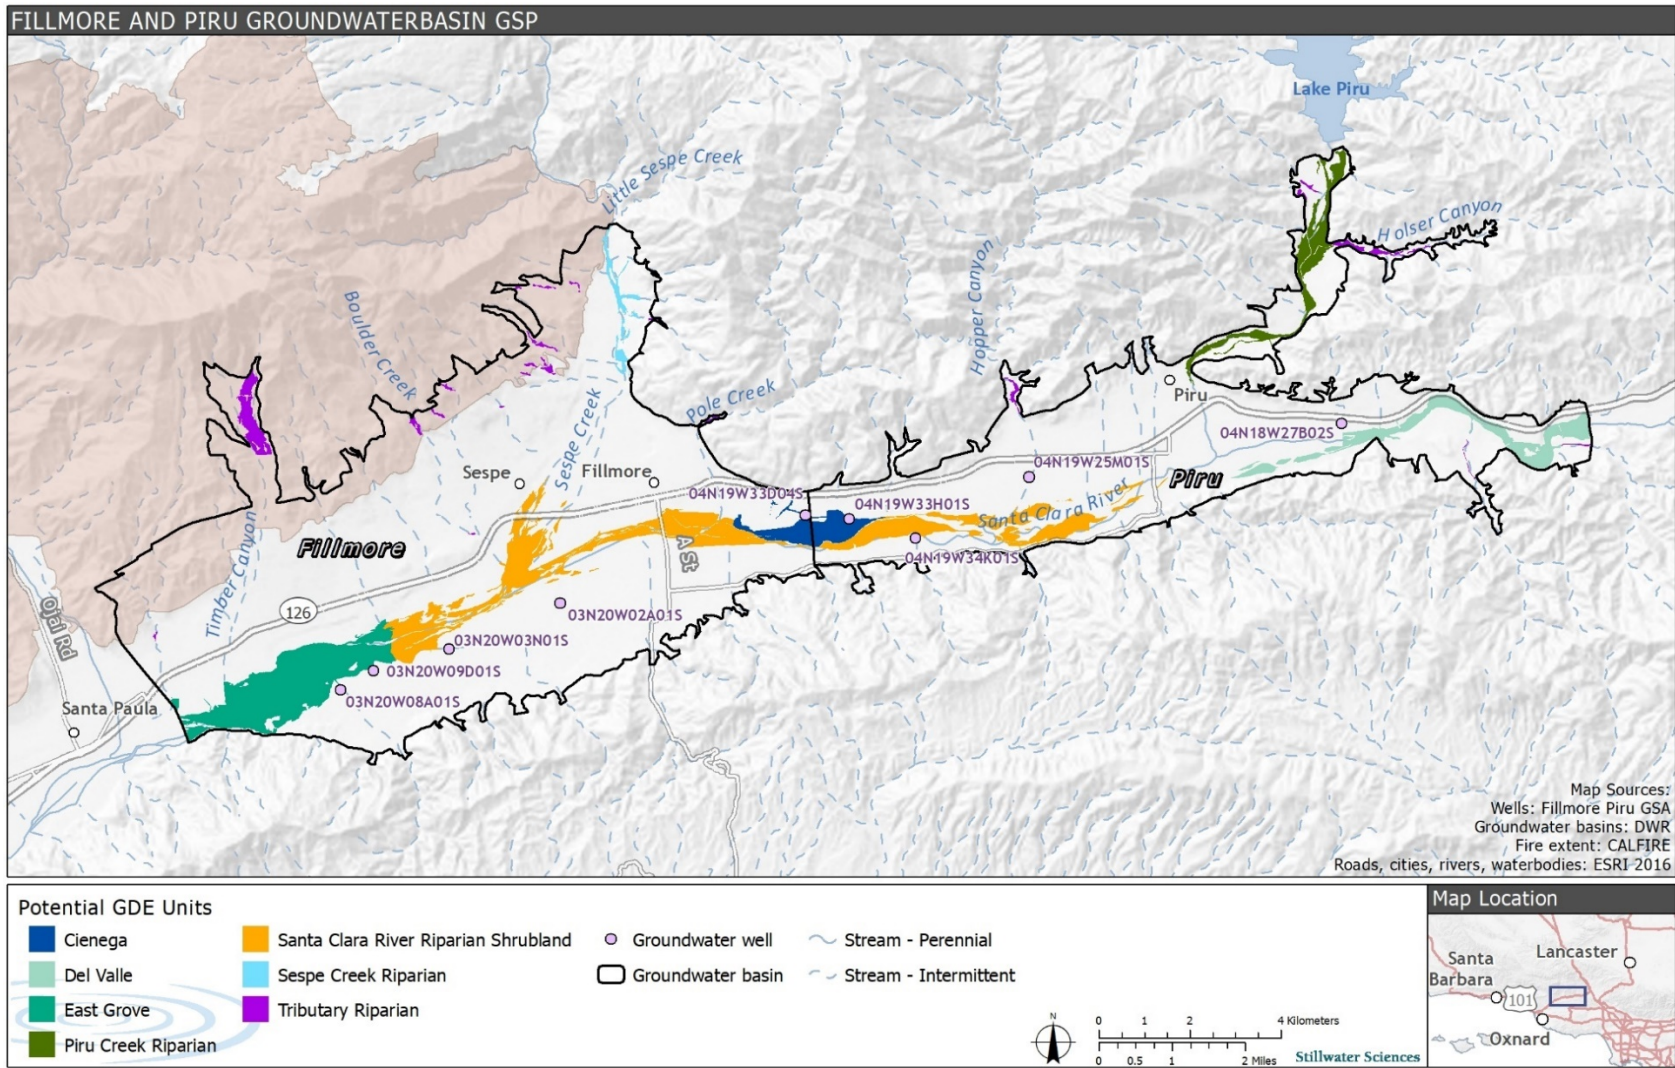 FILLMORE AND PIRU GROUNDWATERBASIN GSP
Lake Piru
Little Sespe Creek
Holser Canyon
Hopper Canyon
Boulder Creek
Piru
Pole Creek
Sespe Creek
04N18W27B02S
Sespe
Fillmore
04N19W25M01S
Piru
04N19W33D04S
04N19W33H01S
Santa Clara River
Timber Canyon
Fillmore
A St
04N19W34K01S
126
Ojai Rd
03N20W02A01S
03N20W03N01S
03N20W09D01S
03N20W08A01S
Santa Paula
Map Sources:
Wells: Fillmore Piru GSA
Groundwater basins: DWR
Fire extent: CALFIRE
Roads, cities, rivers, waterbodies: ESRI 2016
Potential GDE Units
Cienega
Del Valle
East Grove
Piru Creek Riparian
Santa Clara River Riparian Shrubland
Sespe Creek Riparian
Tributary Riparian
Groundwater well
Groundwater basin
Stream - Perennial
Stream - Intermittent
N
0 1 2 4 Kilometers
0 0.5 1 2 Miles
Stillwater Sciences
Map Location
Lancaster
Santa
Barbara
101
Oxnard